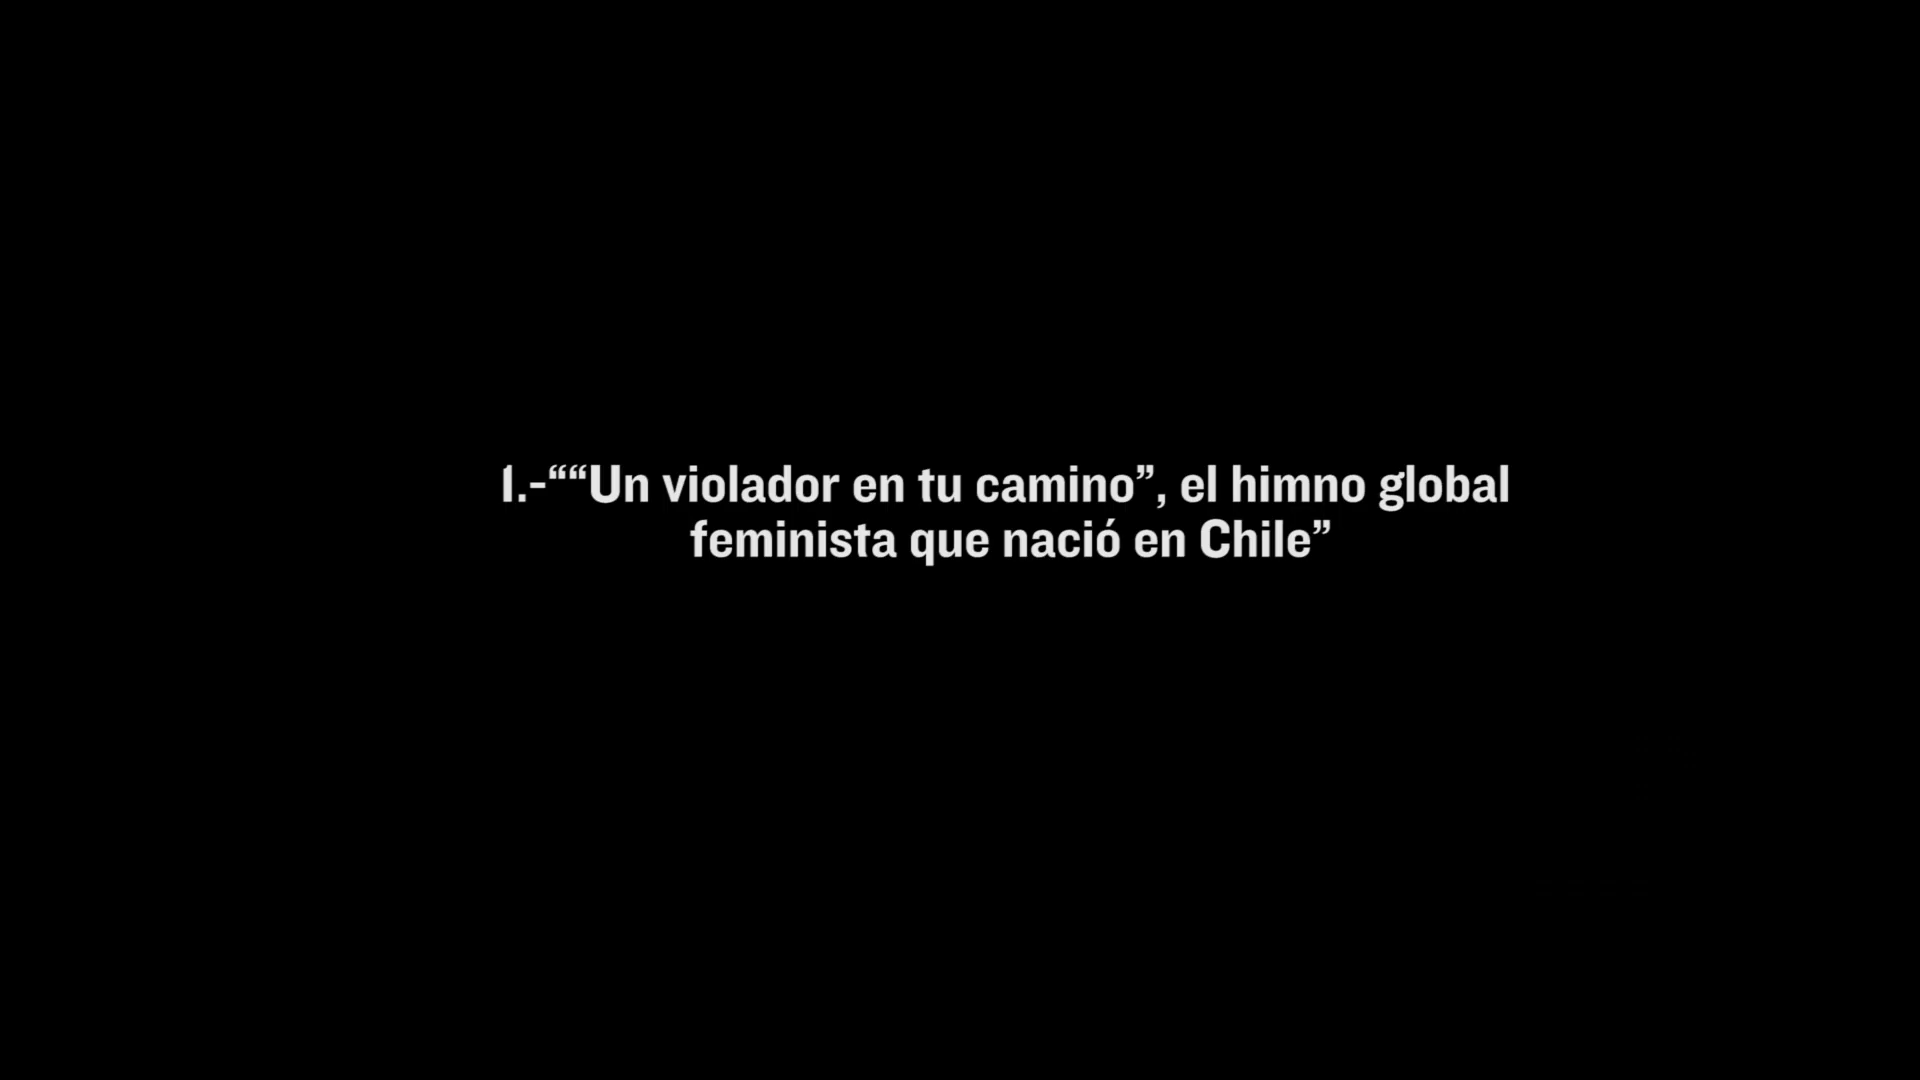 1.-““Un violador en tu camino”, el himno global
feminista que nació en Chile”